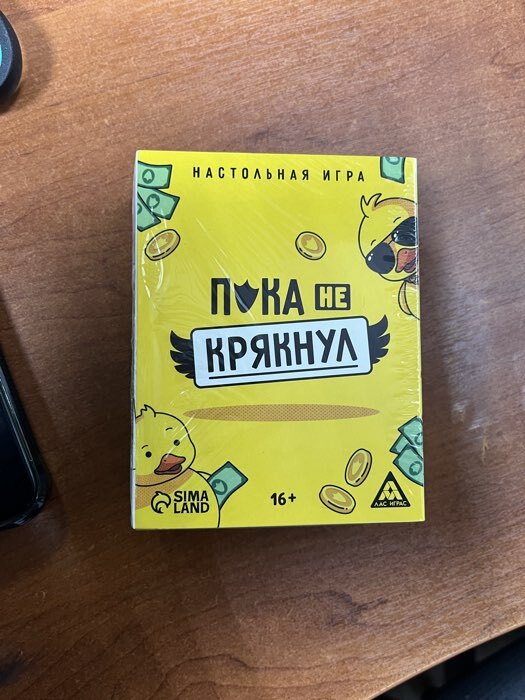 НАСТОЛЬНАЯ ИГРА
ПОКА НЕ
КРЯКНУЛ
SIMA
LAND
16+
ЛАС ИГРАС